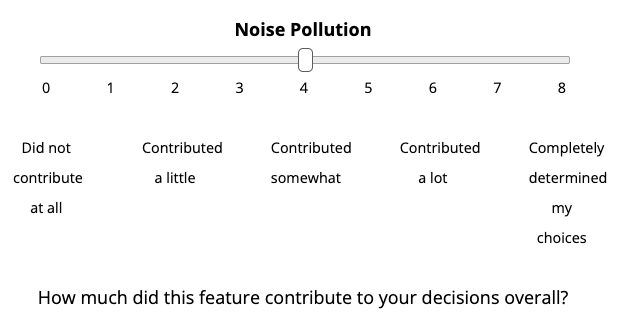 Noise Pollution
0 1 2 3 4 5 6 7 8
Did not Contributed Contributed Contributed Completely
contribute a little somewhat a lot determined
at all my
choices
How much did this feature contribute to your decisions overall?